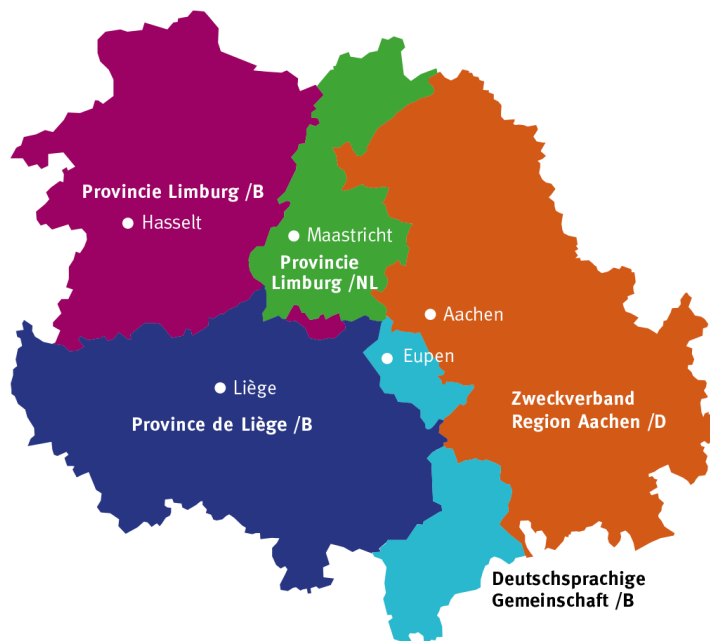 Provincie Limburg /B
Hasselt
Maastricht
Provincie
Limburg /NL
Aachen
Eupen
Liège
Province de Liège /B
Zweckverband
Region Aachen /D
Deutschsprachige
Gemeinschaft /B